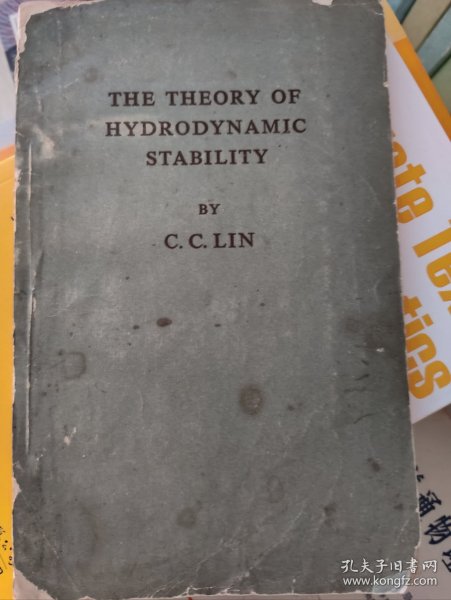 THE THEORY OF
HYDRODYNAMIC
STABILITY
BY
C. C. LIN
孔夫子旧书网
www.kongfz.com